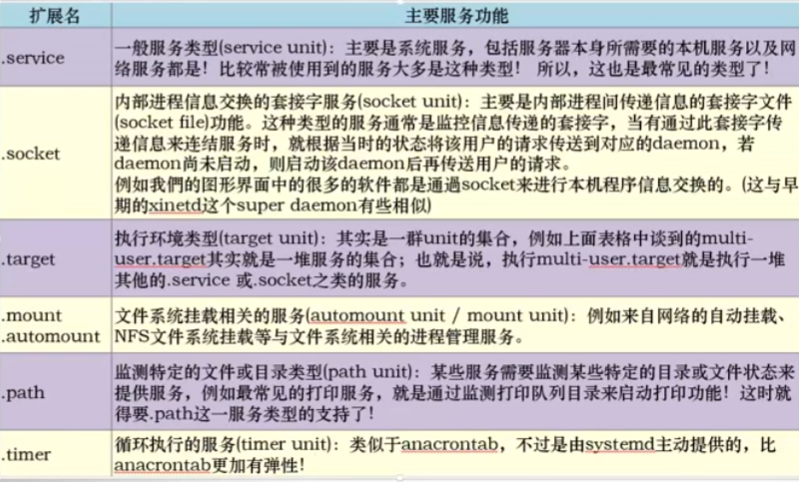 扩展名 主要服务功能
.service
一般服务类型(service unit)：主要是系统服务，包括服务器本身所需要的本机服务以及网
络服务都是！比较常被使用到的服务大多是这种类型！ 所以，这也是最常见的类型了！
.socket
内部进程信息交换的套接字服务(socket unit)：主要是内部进程间传递信息的套接字文件
(socket file)功能。这种类型的服务通常是监控信息传递的套接字，当有通过此套接字传
递信息来连结服务时，就根据当时的状态将该用户的请求传送到对应的daemon，若
daemon尚未启动，则启动该daemon后再传送用户的请求。
例如我們的图形界面中的很多的软件都是通過socket来进行本机程序信息交换的。(这与早
期的xinetd这个super daemon有些相似)
.target
执行环境类型(target unit)：其实是一群unit的集合，例如上面表格中谈到的multi-
user.target其实就是一堆服务的集合；也就是说，执行multi-user.target就是执行一堆
其他的.service 或.socket之类的服务。
.mount
.automount
文件系统挂载相关的服务(automount unit / mount unit)：例如来自网络的自动挂载、
NFS文件系统挂载等与文件系统相关的进程管理服务。
.path
监测特定的文件或目录类型(path unit)：某些服务需要监测某些特定的目录或文件状态来
提供服务，例如最常见的打印服务，就是通过监测打印队列目录来启动打印功能！这时就
得要.path这一服务类型的支持了！
.timer
循环执行的服务(timer unit)：类似于anacrontab，不过是由systemd主动提供的，比
anacrontab更加有弹性！